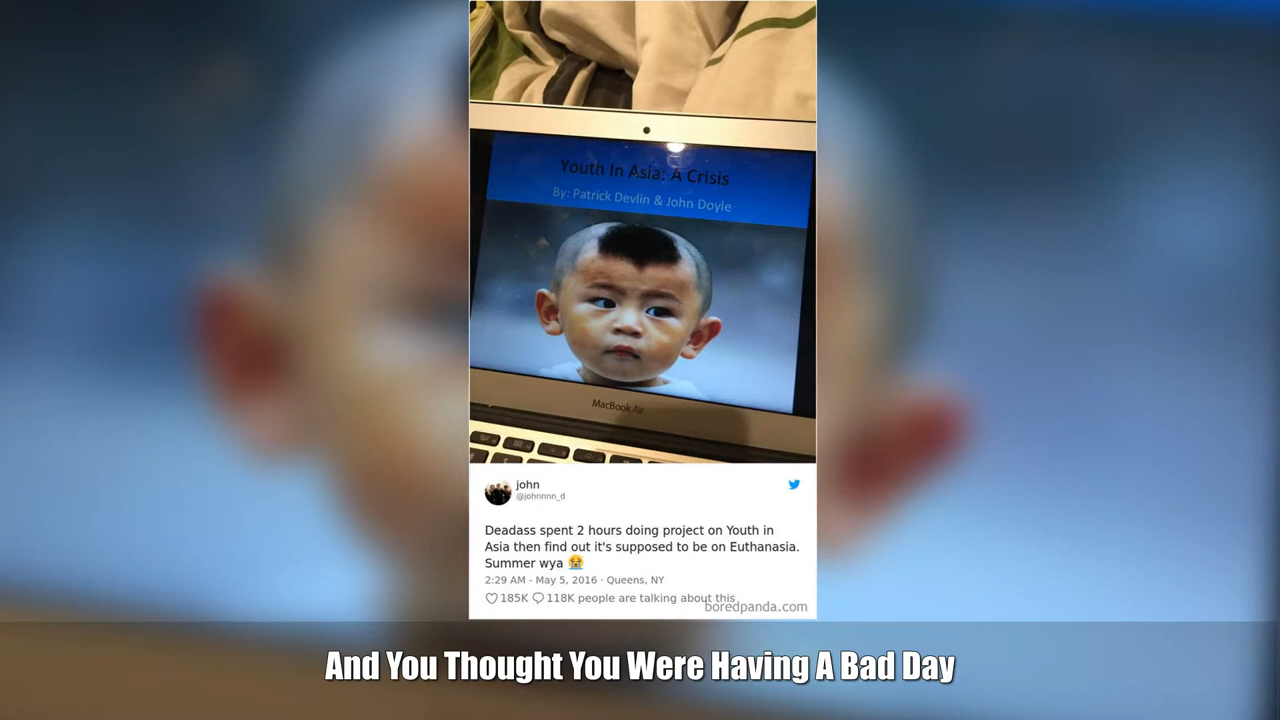 Youth In Asia: A Crisis
By: Patrick Devlin & John Doyle
MacBook Air
john
@johnnnn_d
Deadass spent 2 hours doing project on Youth in
Asia then find out it's supposed to be on Euthanasia.
Summer wya 😭
2:29 AM - May 5, 2016 · Queens, NY
185K 118K people are talking about this
boredpanda.com
And You Thought You Were Having A Bad Day